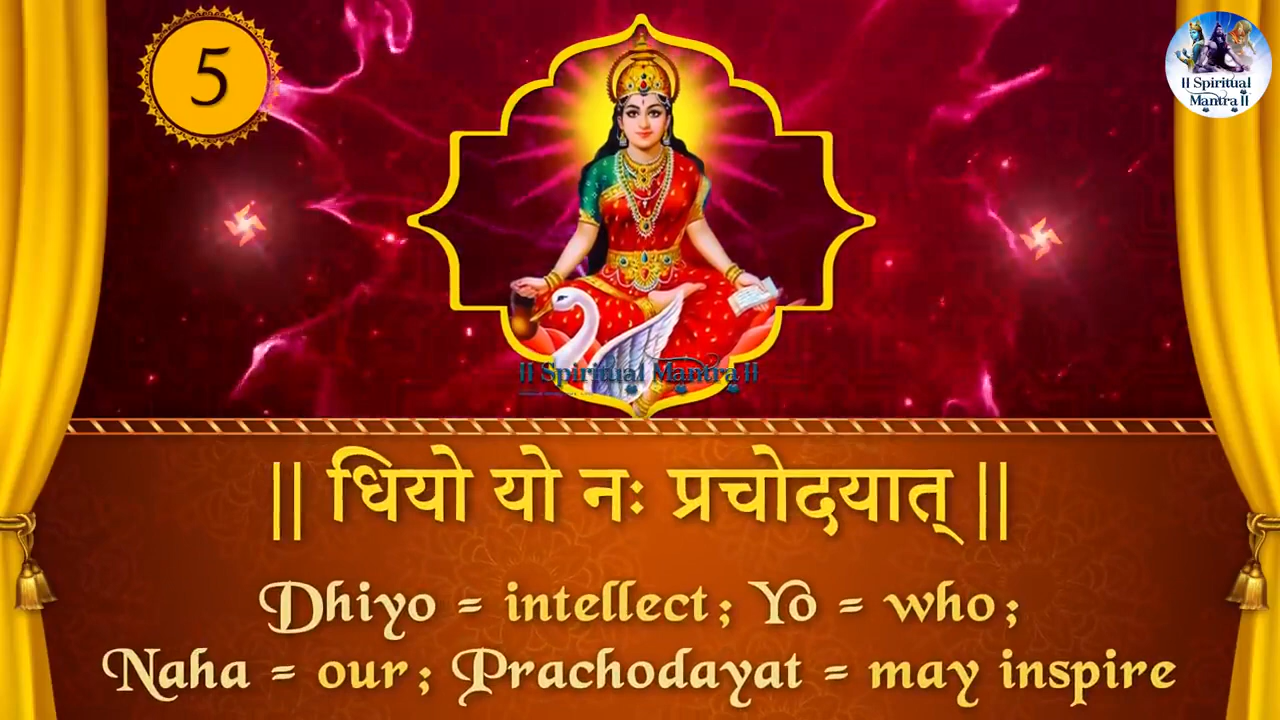 5
|| Spiritual
Mantra ||
|| Spiritual Mantra ||
|| धियो यो नः प्रचोदयात् ||
Dhiyo = intellect; Yo = who;
Naha = our; Prachodayat = may inspire